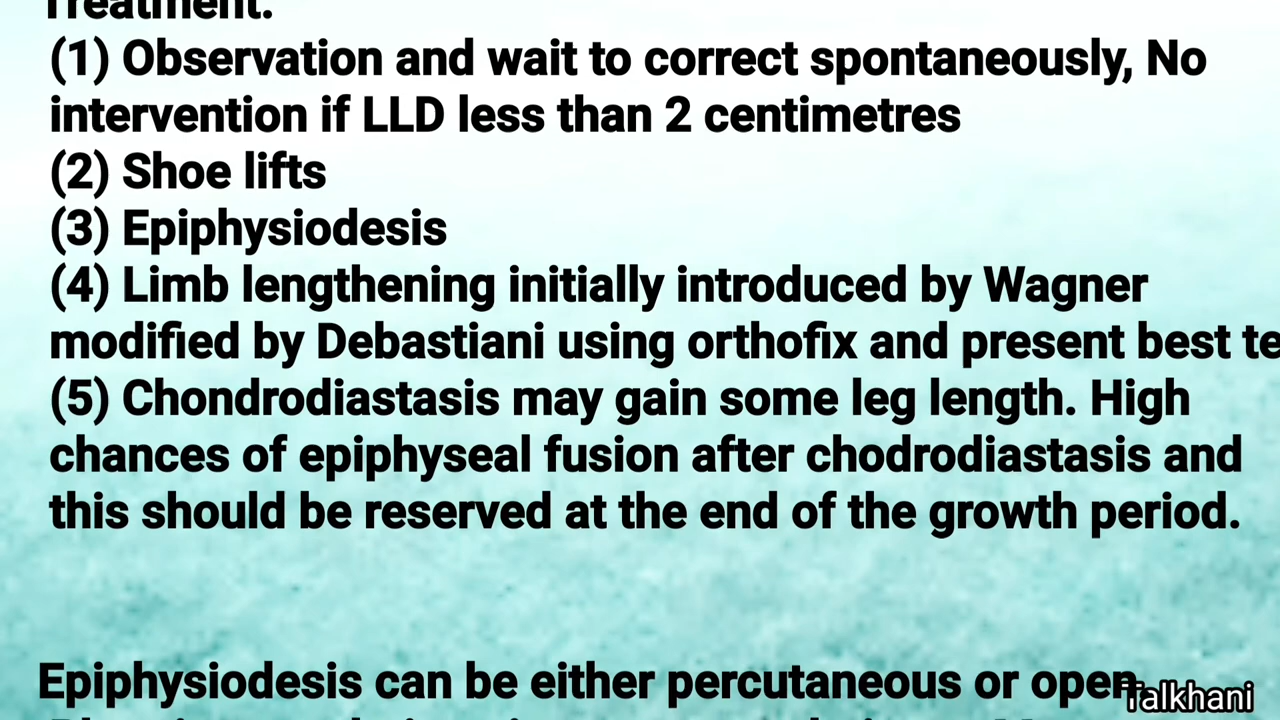 Treatment:
(1) Observation and wait to correct spontaneously, No
intervention if LLD less than 2 centimetres
(2) Shoe lifts
(3) Epiphysiodesis
(4) Limb lengthening initially introduced by Wagner
modified by Debastiani using orthofix and present best te
(5) Chondrodiastasis may gain some leg length. High
chances of epiphyseal fusion after chodrodiastasis and
this should be reserved at the end of the growth period.
Epiphysiodesis can be either percutaneous or open.
Talkhani